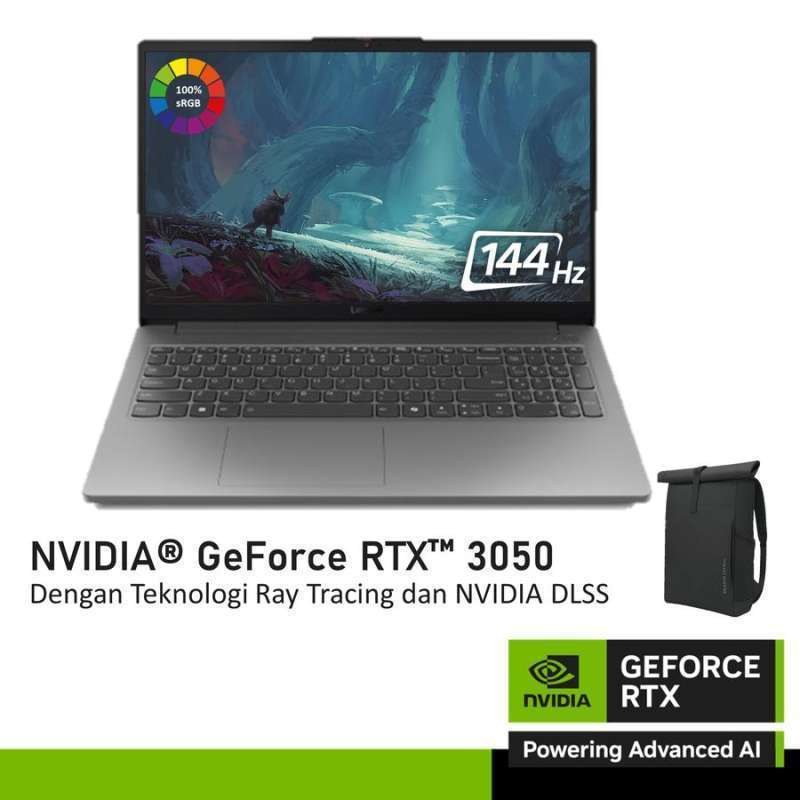 100%
sRGB
144Hz
Lenovo
NVIDIA® GeForce RTX™ 3050
Dengan Teknologi Ray Tracing dan NVIDIA DLSS
NVIDIA
GEFORCE
RTX
Powering Advanced AI